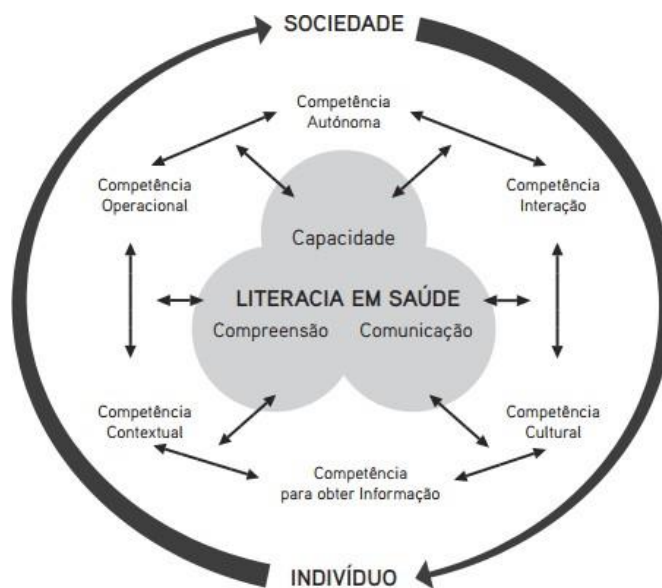 SOCIEDADE
Competência
Autónoma
Competência
Operacional
Competência
Interação
Capacidade
LITERACIA EM SAÚDE
Compreensão
Comunicação
Competência
Contextual
Competência
Cultural
Competência
para obter Informação
INDIVÍDUO